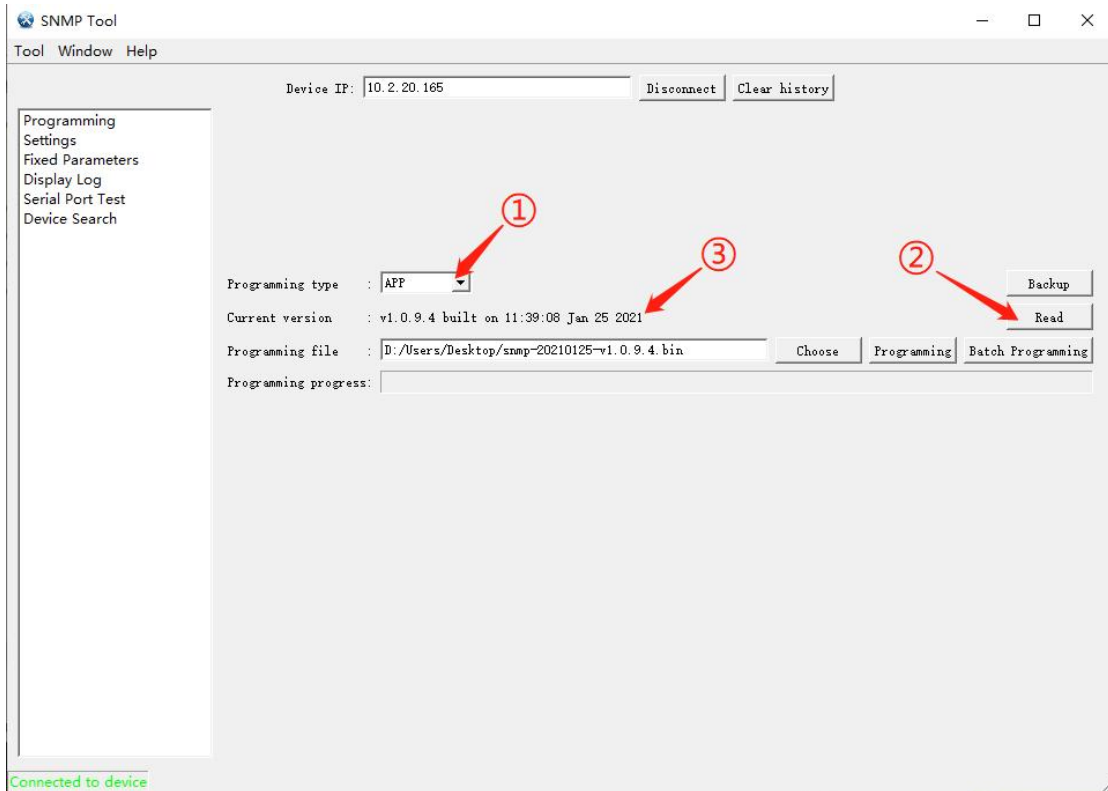 SNMP Tool
Tool Window Help
Device IP: 10.2.20.165 Disconnect Clear history
Programming
Settings
Fixed Parameters
Display Log
Serial Port Test
Device Search
①
③
②
Programming type : APP Backup
Current version : v1.0.9.4 built on 11:39:08 Jan 25 2021 Read
Programming file : D:/Users/Desktop/snmp-20210125-v1.0.9.4.bin Choose Programming Batch Programming
Programming progress:
Connected to device